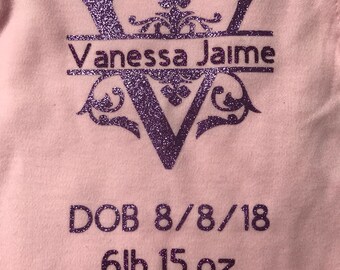 V
Vanessa Jaime
DOB 8/8/18
6lb 15 oz